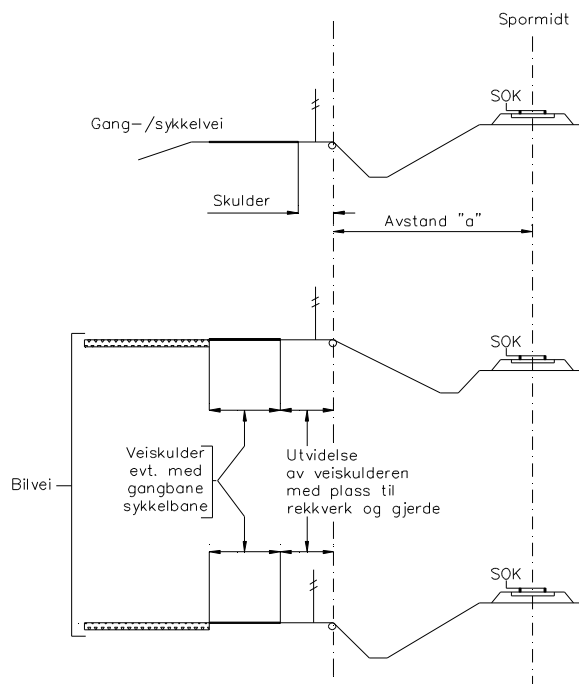 Spormidt
SOK
Gang-/sykkelvei
Skulder
Avstand "a"
SOK
Veiskulder
evt. med
gangbane
sykkelbane
Utvidelse
av veiskulderen
med plass til
rekkverk og gjerde
Bilvei
SOK